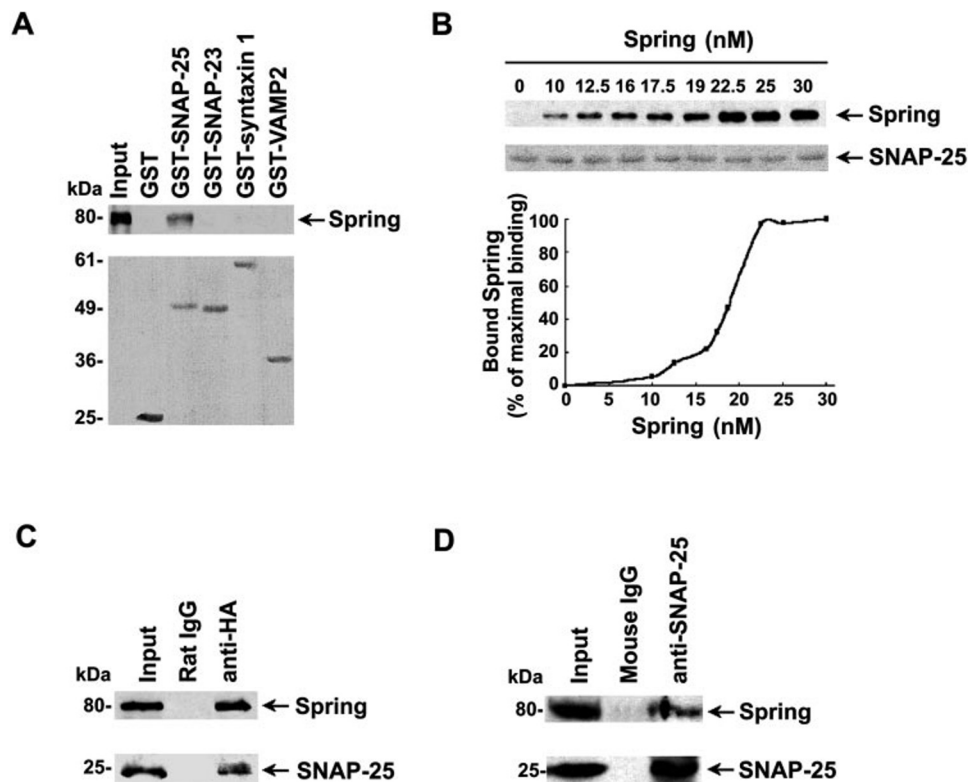 A
Input
GST
GST-SNAP-25
GST-SNAP-23
GST-syntaxin 1
GST-VAMP2
kDa
80-
Spring
61-
49-
36-
25-
B
Spring (nM)
0 10 12.5 16 17.5 19 22.5 25 30
Spring
SNAP-25
Bound Spring
(% of maximal binding)
100
80
60
40
20
0
0 5 10 15 20 25 30
Spring (nM)
C
Input
Rat IgG
anti-HA
kDa
80-
Spring
25-
SNAP-25
D
Input
Mouse IgG
anti-SNAP-25
kDa
80-
Spring
25-
SNAP-25